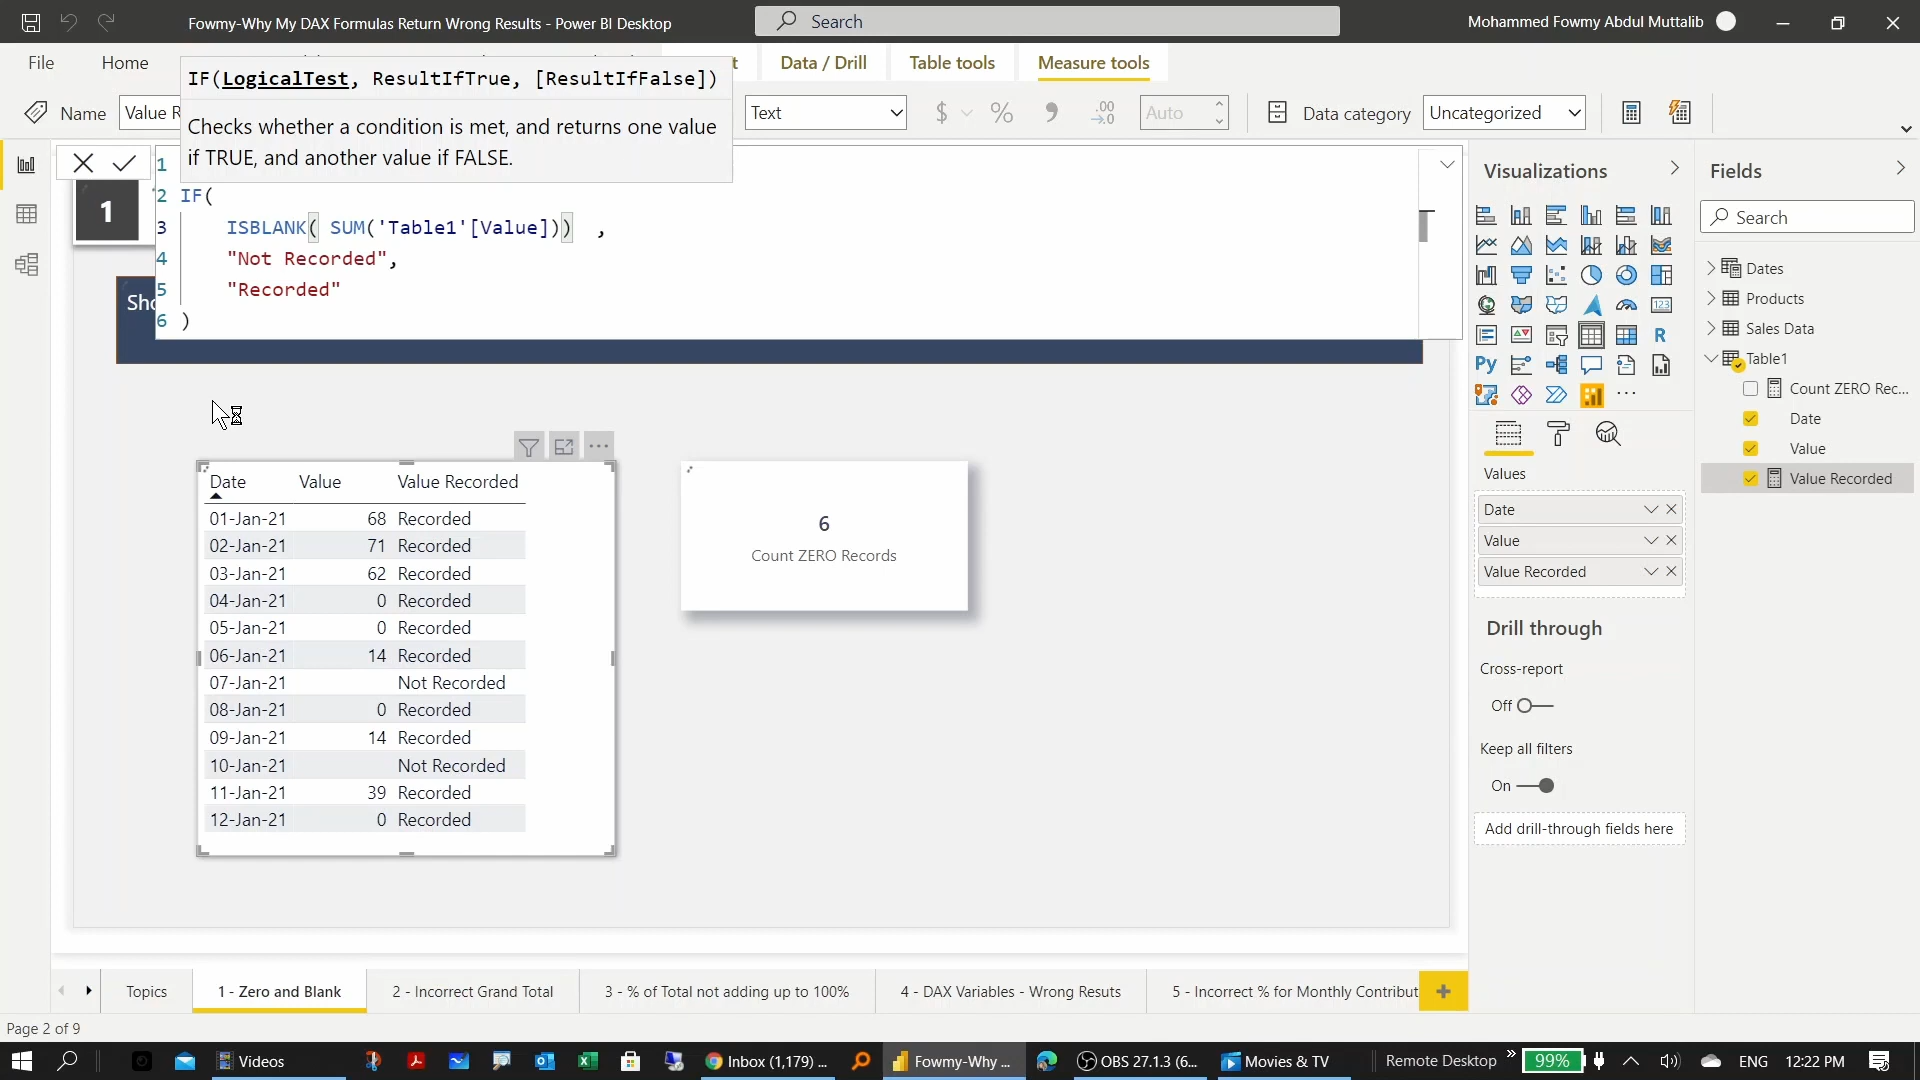 Fowmy-Why My DAX Formulas Return Wrong Results - Power BI Desktop
Search
Mohammed Fowmy Abdul Muttalib
File
Home
Data / Drill
Table tools
Measure tools
Name
Value R
IF(LogicalTest, ResultIfTrue, [ResultIfFalse])
Checks whether a condition is met, and returns one value
if TRUE, and another value if FALSE.
Text
$
%
Auto
Data category
Uncategorized
1
1
2 IF(
3 ISBLANK( SUM('Table1'[Value])) ,
4 "Not Recorded",
5 "Recorded"
6 )
Sho
Date Value Value Recorded
01-Jan-21 68 Recorded
02-Jan-21 71 Recorded
03-Jan-21 62 Recorded
04-Jan-21 0 Recorded
05-Jan-21 0 Recorded
06-Jan-21 14 Recorded
07-Jan-21 Not Recorded
08-Jan-21 0 Recorded
09-Jan-21 14 Recorded
10-Jan-21 Not Recorded
11-Jan-21 39 Recorded
12-Jan-21 0 Recorded
6
Count ZERO Records
Visualizations
Values
Date
Value
Value Recorded
Drill through
Cross-report
Off
Keep all filters
On
Add drill-through fields here
Fields
Search
Dates
Products
Sales Data
Table1
Count ZERO Rec...
Date
Value
Value Recorded
Topics
1 - Zero and Blank
2 - Incorrect Grand Total
3 - % of Total not adding up to 100%
4 - DAX Variables - Wrong Resuts
5 - Incorrect % for Monthly Contribut
Page 2 of 9
Videos
Inbox (1,179) ...
Fowmy-Why ...
OBS 27.1.3 (6...
Movies & TV
Remote Desktop
99%
ENG
12:22 PM